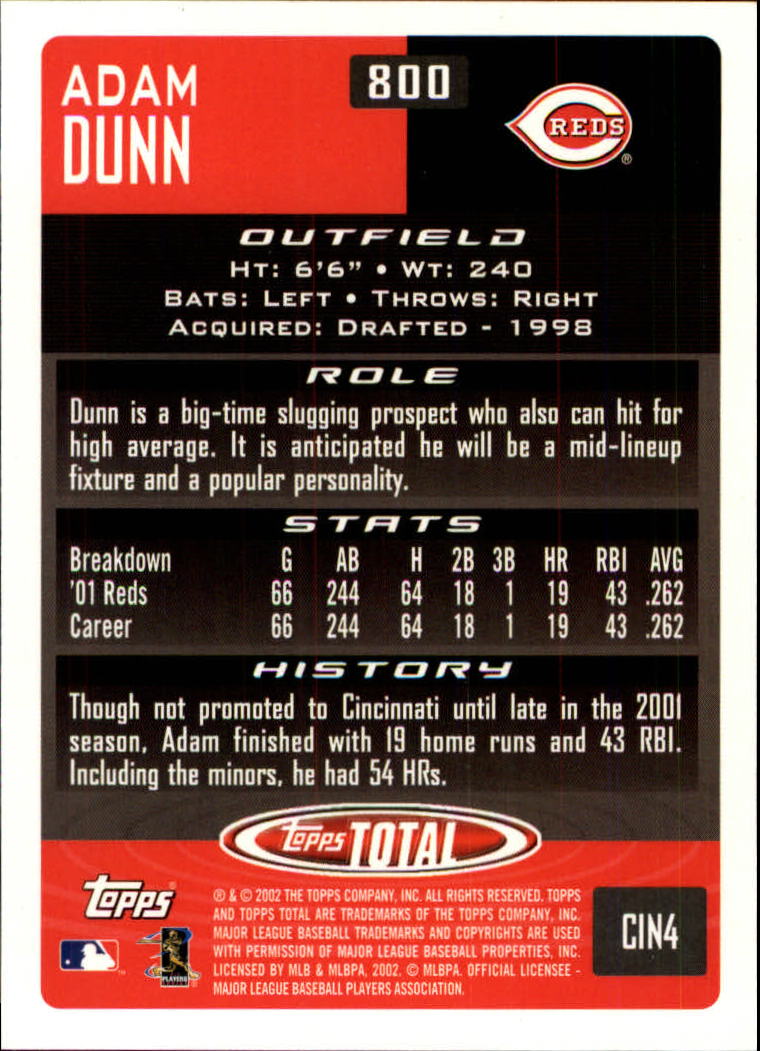 ADAM
DUNN
800
REDS
®
OUTFIELD
HT: 6'6" • WT: 240
BATS: LEFT • THROWS: RIGHT
ACQUIRED: DRAFTED - 1998
ROLE
Dunn is a big-time slugging prospect who also can hit for
high average. It is anticipated he will be a mid-lineup
fixture and a popular personality.
STATS
Breakdown G AB H 2B 3B HR RBI AVG
'01 Reds 66 244 64 18 1 19 43 .262
Career 66 244 64 18 1 19 43 .262
HISTORY
Though not promoted to Cincinnati until late in the 2001
season, Adam finished with 19 home runs and 43 RBI.
Including the minors, he had 54 HRs.
topps TOTAL
topps
® & © 2002 THE TOPPS COMPANY, INC. ALL RIGHTS RESERVED. TOPPS
AND TOPPS TOTAL ARE TRADEMARKS OF THE TOPPS COMPANY, INC.
MAJOR LEAGUE BASEBALL TRADEMARKS AND COPYRIGHTS ARE USED
WITH PERMISSION OF MAJOR LEAGUE BASEBALL PROPERTIES, INC.
LICENSED BY MLB & MLBPA, 2002. © MLBPA. OFFICIAL LICENSEE -
MAJOR LEAGUE BASEBALL PLAYERS ASSOCIATION.
PLAYERS
CIN4